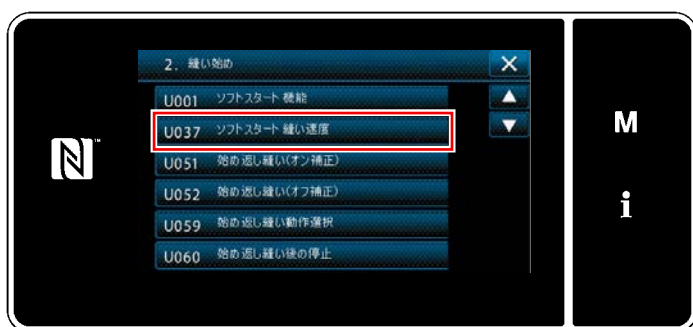 2. 縫い始め
U001 ソフトスタート 機能
U037 ソフトスタート 縫い速度
U051 始め返し縫い(オン補正)
U052 始め返し縫い(オフ補正)
U059 始め返し縫い動作選択
U060 始め返し縫い後の停止
M
i